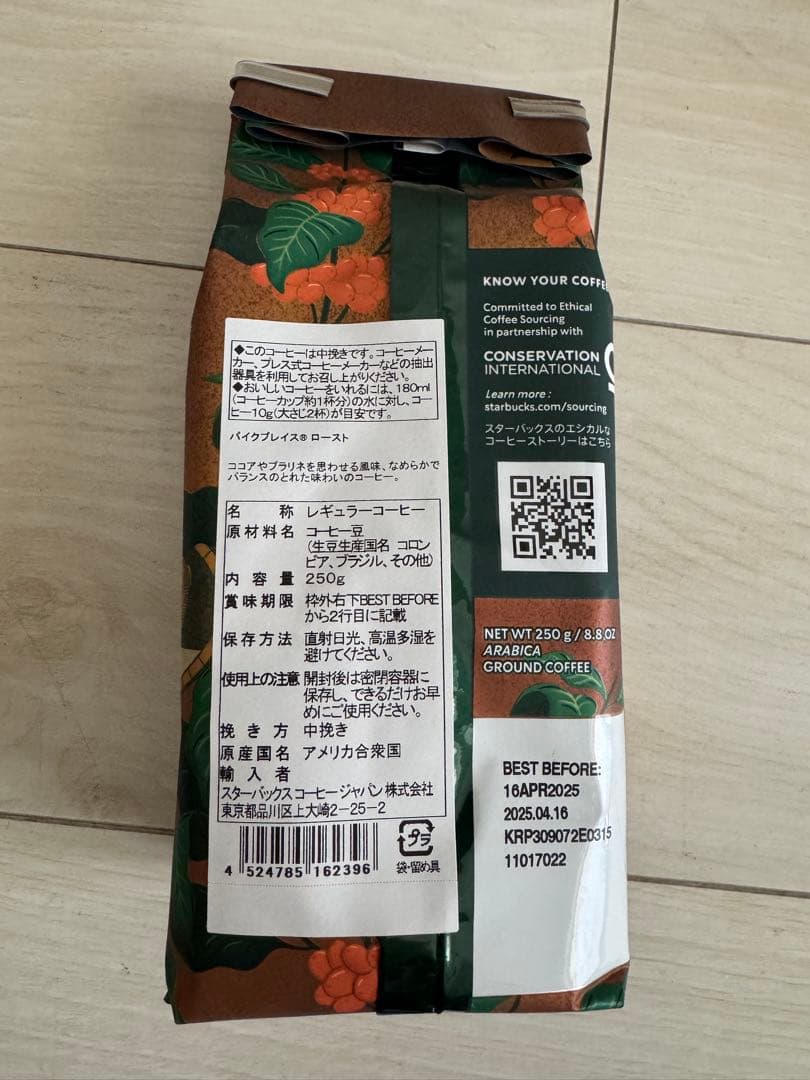 ◆このコーヒーは中挽きです。コーヒーメー
カー、プレス式コーヒーメーカーなどの抽出
器具を利用してお召し上がりください。
◆おいしいコーヒーをいれるには、180ml
(コーヒーカップ約1杯分)の水に対し、コー
ヒー10g(大さじ2杯)が目安です。
パイクプレイス® ロースト
ココアやプラリネを思わせる風味、なめらかで
バランスのとれた味わいのコーヒー。
名称 レギュラーコーヒー
原材料名 コーヒー豆
(生豆生産国名 コロン
ビア、ブラジル、その他)
内容量 250g
賞味期限 枠外右下BEST BEFORE
から2行目に記載
保存方法 直射日光、高温多湿を
避けてください。
使用上の注意 開封後は密閉容器に
保存し、できるだけお早
めにご使用ください。
挽き方 中挽き
原産国名 アメリカ合衆国
輸入者
スターバックス コーヒー ジャパン 株式会社
東京都品川区上大崎2-25-2
4 524785 162396
プラ
袋・留め具
KNOW YOUR COFFE
Committed to Ethical
Coffee Sourcing
in partnership with
CONSERVATION
INTERNATIONAL
Learn more :
starbucks.com/sourcing
スターバックスのエシカルな
コーヒーストーリーはこちら
NET WT 250 g / 8.8 OZ
ARABICA
GROUND COFFEE
BEST BEFORE:
16APR2025
2025.04.16
KRP309072E0315
11017022